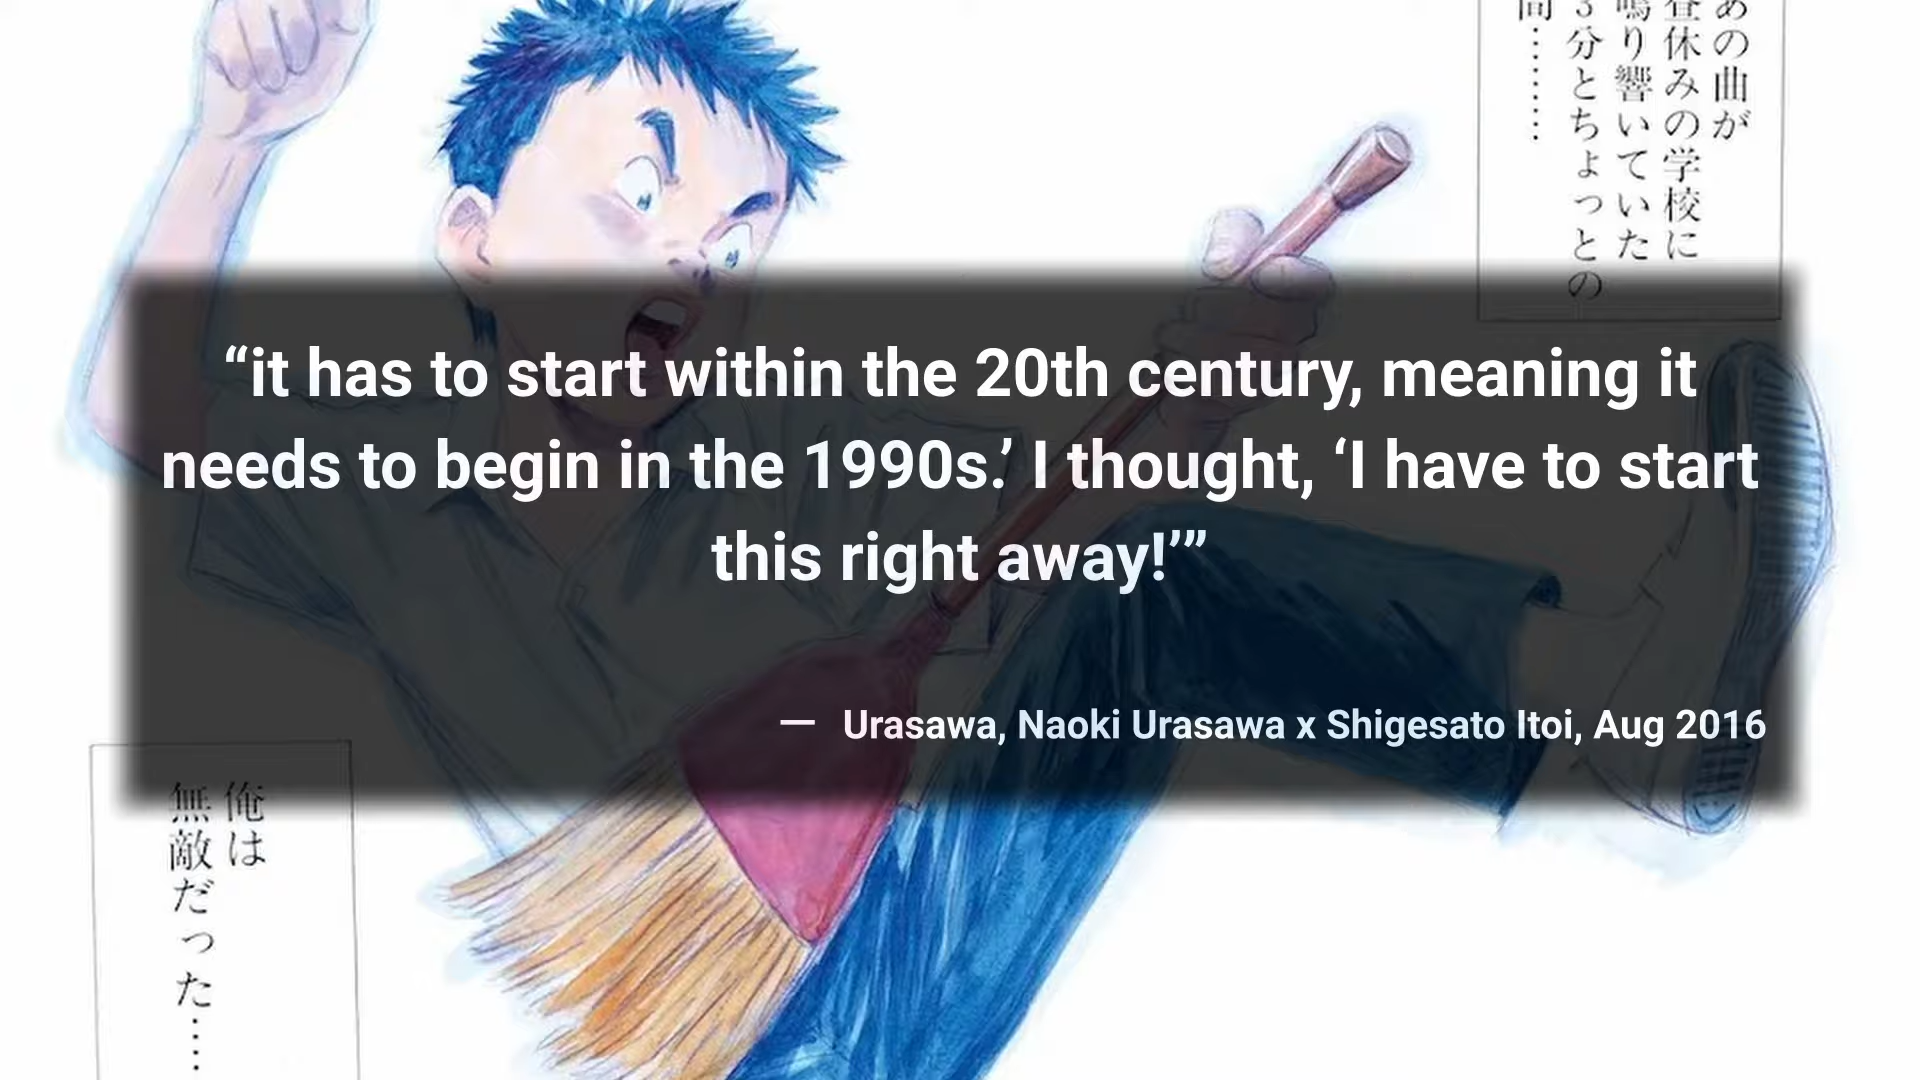 あの曲が
昼休みの学校に
鳴り響いていた
3分とちょっとの
間………
“it has to start within the 20th century, meaning it
needs to begin in the 1990s.’ I thought, ‘I have to start
this right away!’”
— Urasawa, Naoki Urasawa x Shigesato Itoi, Aug 2016
俺は
無敵だった……